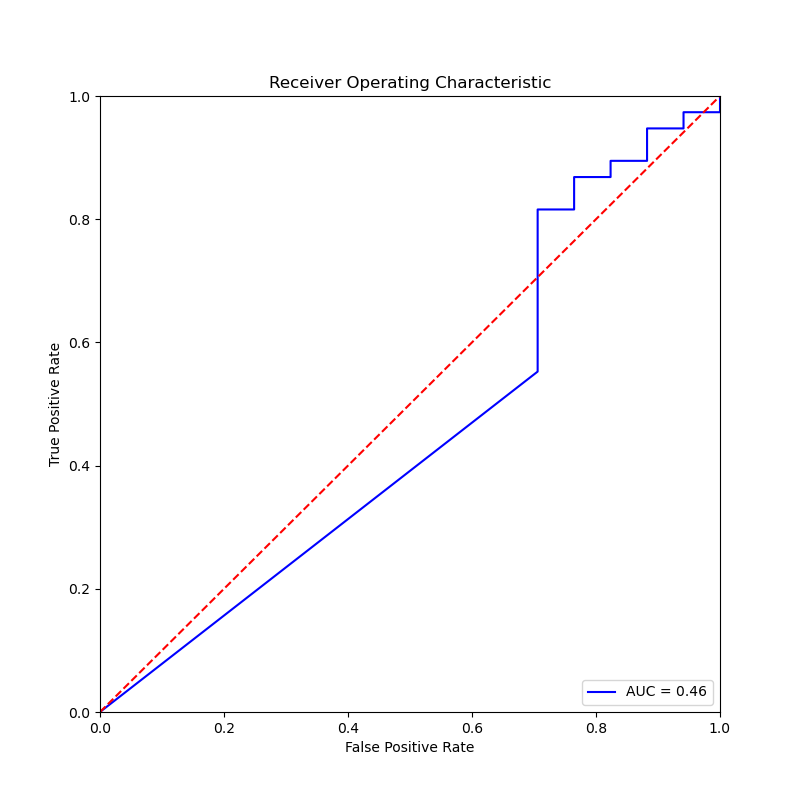 Receiver Operating Characteristic
1.0
0.8
0.6
0.4
0.2
0.0
True Positive Rate
AUC = 0.46
0.0 0.2 0.4 0.6 0.8 1.0
False Positive Rate